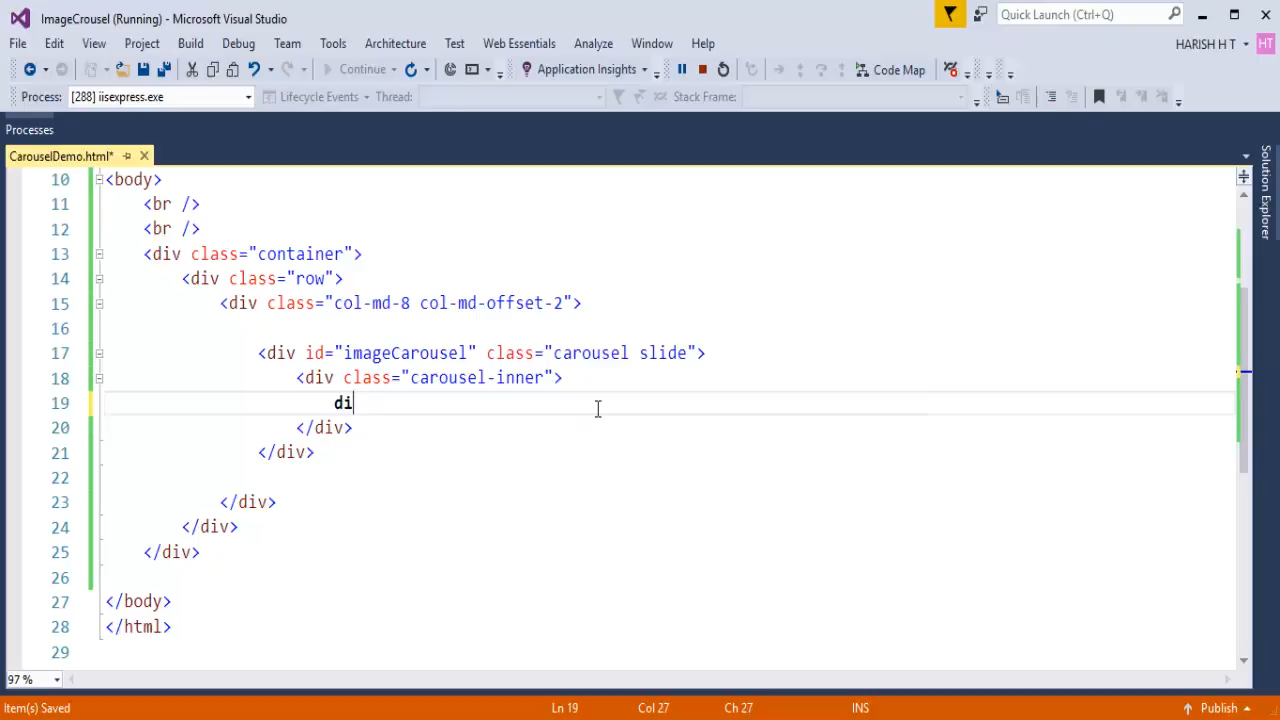 ImageCrousel (Running) - Microsoft Visual Studio
Quick Launch (Ctrl+Q)
File Edit View Project Build Debug Team Tools Architecture Test Web Essentials Analyze Window Help
HARISH H T HT
Continue Application Insights Code Map
Process: [288] iisexpress.exe Lifecycle Events Thread: Stack Frame:
Processes
CarouselDemo.html*
Solution Explorer
10 <body>
11 <br />
12 <br />
13 <div class="container">
14 <div class="row">
15 <div class="col-md-8 col-md-offset-2">
16
17 <div id="imageCarousel" class="carousel slide">
18 <div class="carousel-inner">
19 di
20 </div>
21 </div>
22
23 </div>
24 </div>
25 </div>
26
27 </body>
28 </html>
29
97 %
Item(s) Saved Ln 19 Col 27 Ch 27 INS Publish